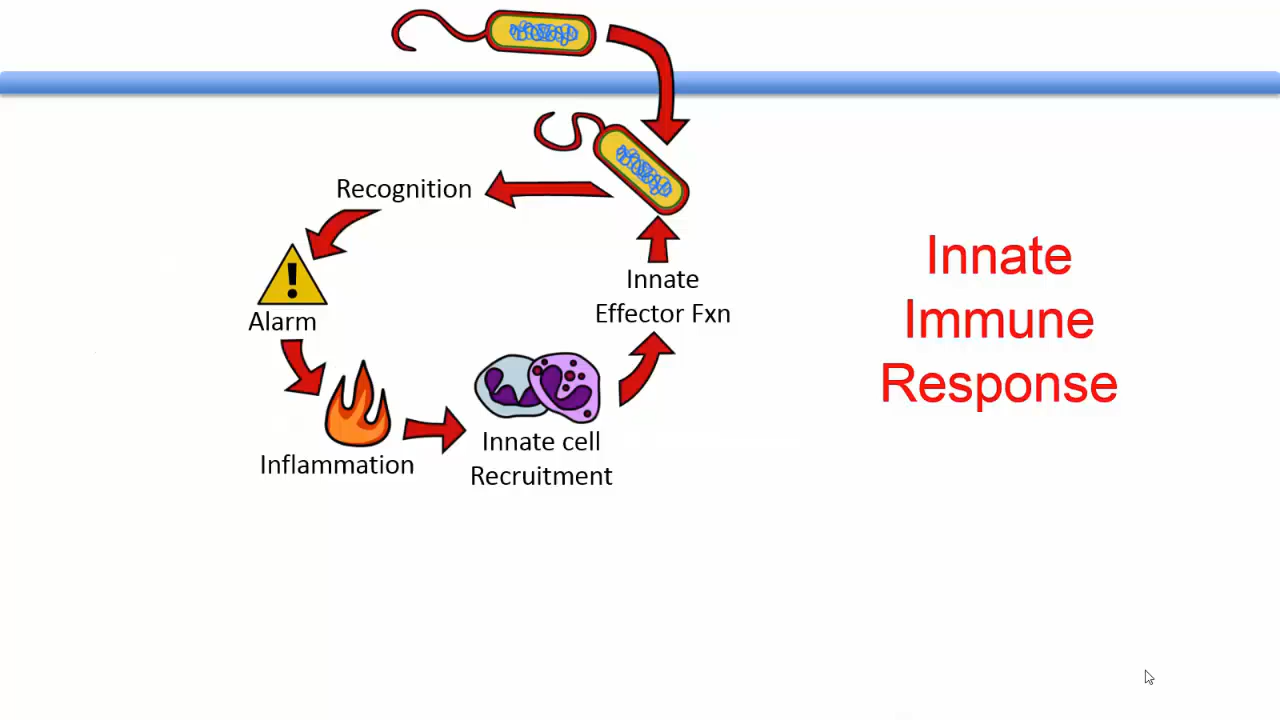 Recognition
!
Alarm
Inflammation
Innate cell
Recruitment
Innate
Effector Fxn
Innate
Immune
Response